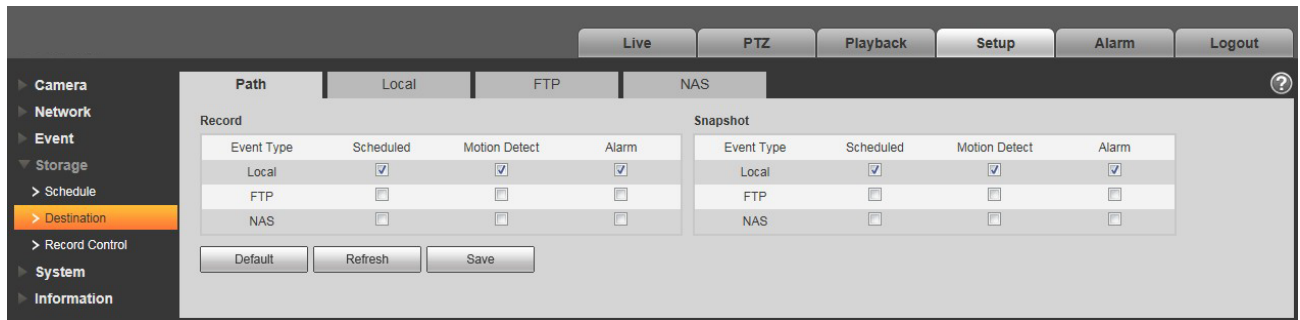 Live PTZ Playback Setup Alarm Logout
Camera
Network
Event
Storage
> Schedule
> Destination
> Record Control
System
Information
Path Local FTP NAS ?
Record
Event Type Scheduled Motion Detect Alarm
Local
FTP
NAS
Snapshot
Event Type Scheduled Motion Detect Alarm
Local
FTP
NAS
Default Refresh Save